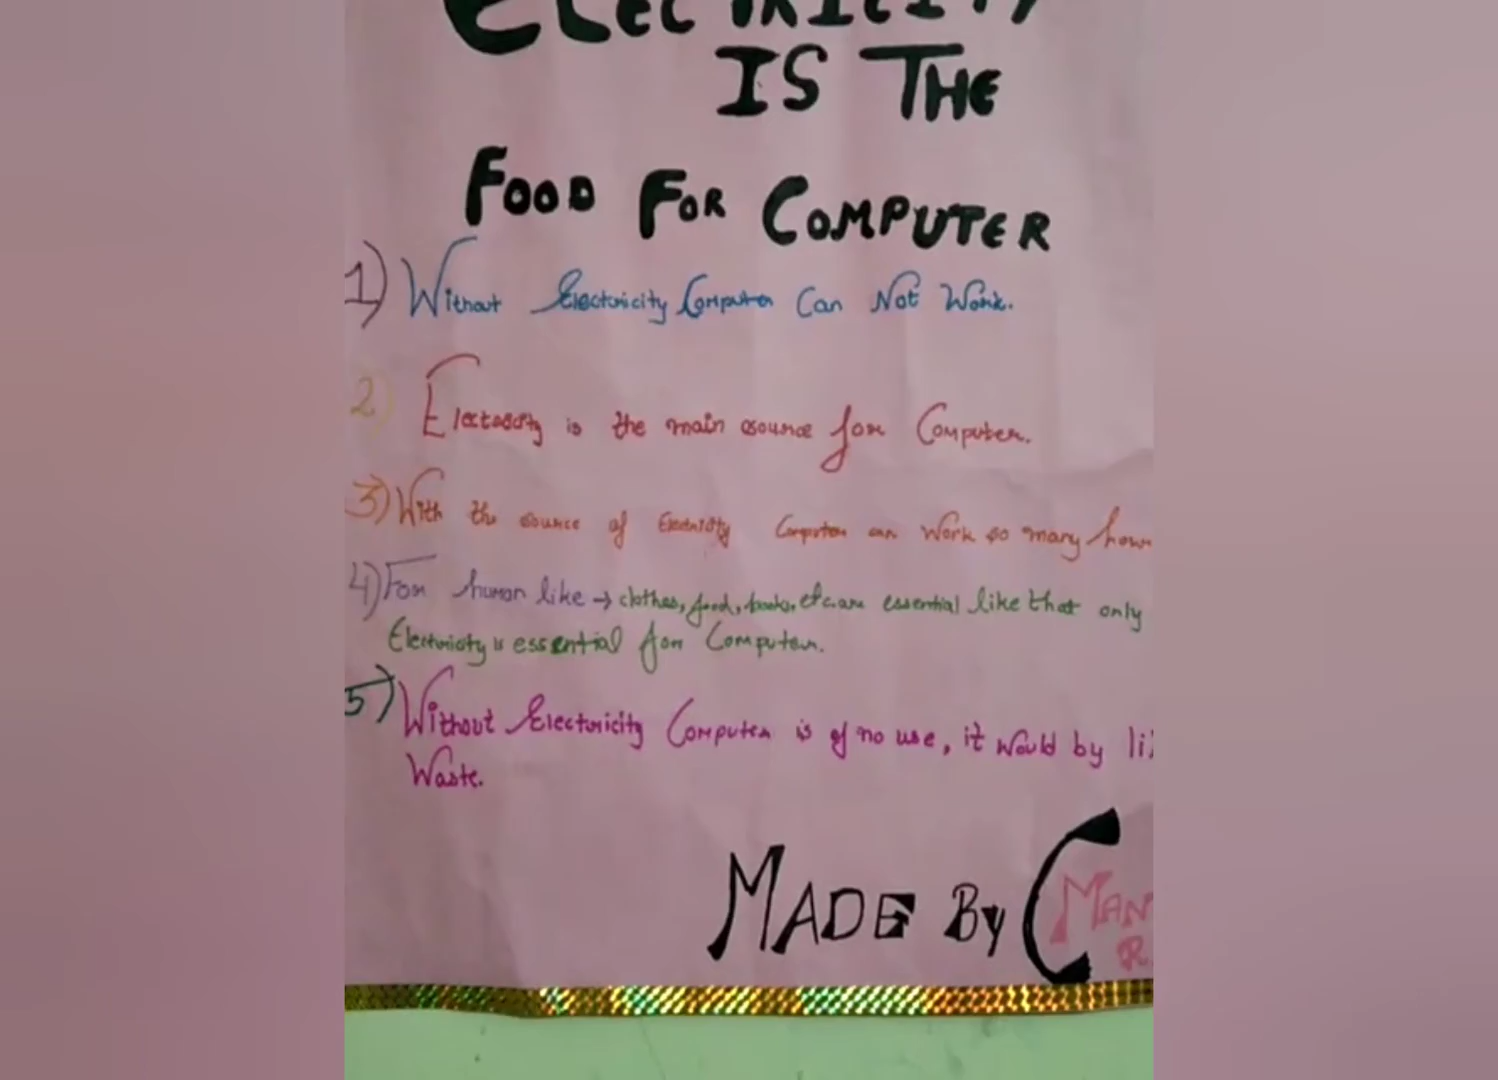 ELECTRICITY
IS THE
FOOD FOR COMPUTER
1) Without Electricity Computer Can Not Work.
2) Electricity is the main source for Computer.
3) With the source of Electricity Computer can work so many
4) For human like → clothes, food, books, etc. are essential like that only
Electricity is essential for Computer.
5) Without Electricity Computer is of no use, it would by
Waste.
MADE BY